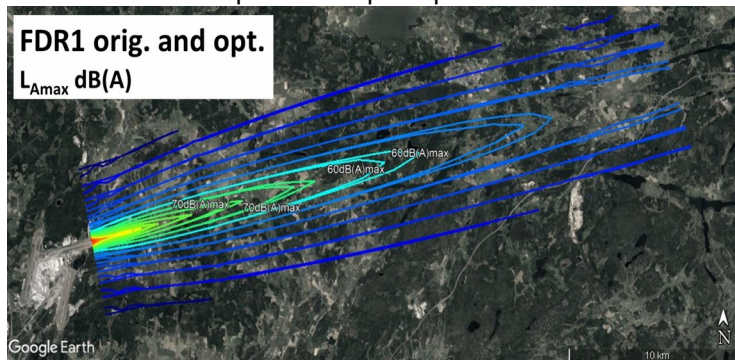 FDR1 orig. and opt.
LAmax dB(A)
60dB(A)max
60dB(A)max
70dB(A)max
70dB(A)max
Google Earth
N
10 km